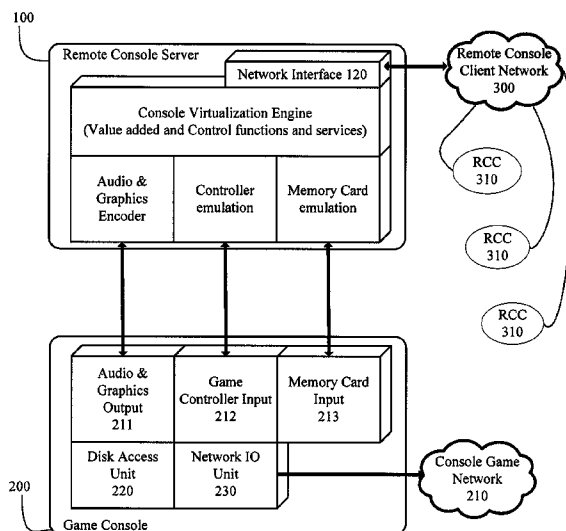 100
Remote Console Server
Network Interface 120
Console Virtualization Engine
(Value added and Control functions and services)
Audio &
Graphics
Encoder
Controller
emulation
Memory Card
emulation
Remote Console
Client Network
300
RCC
310
RCC
310
RCC
310
Audio &
Graphics
Output
211
Game
Controller Input
212
Memory Card
Input
213
Disk Access
Unit
220
Network IO
Unit
230
Console Game
Network
210
200
Game Console